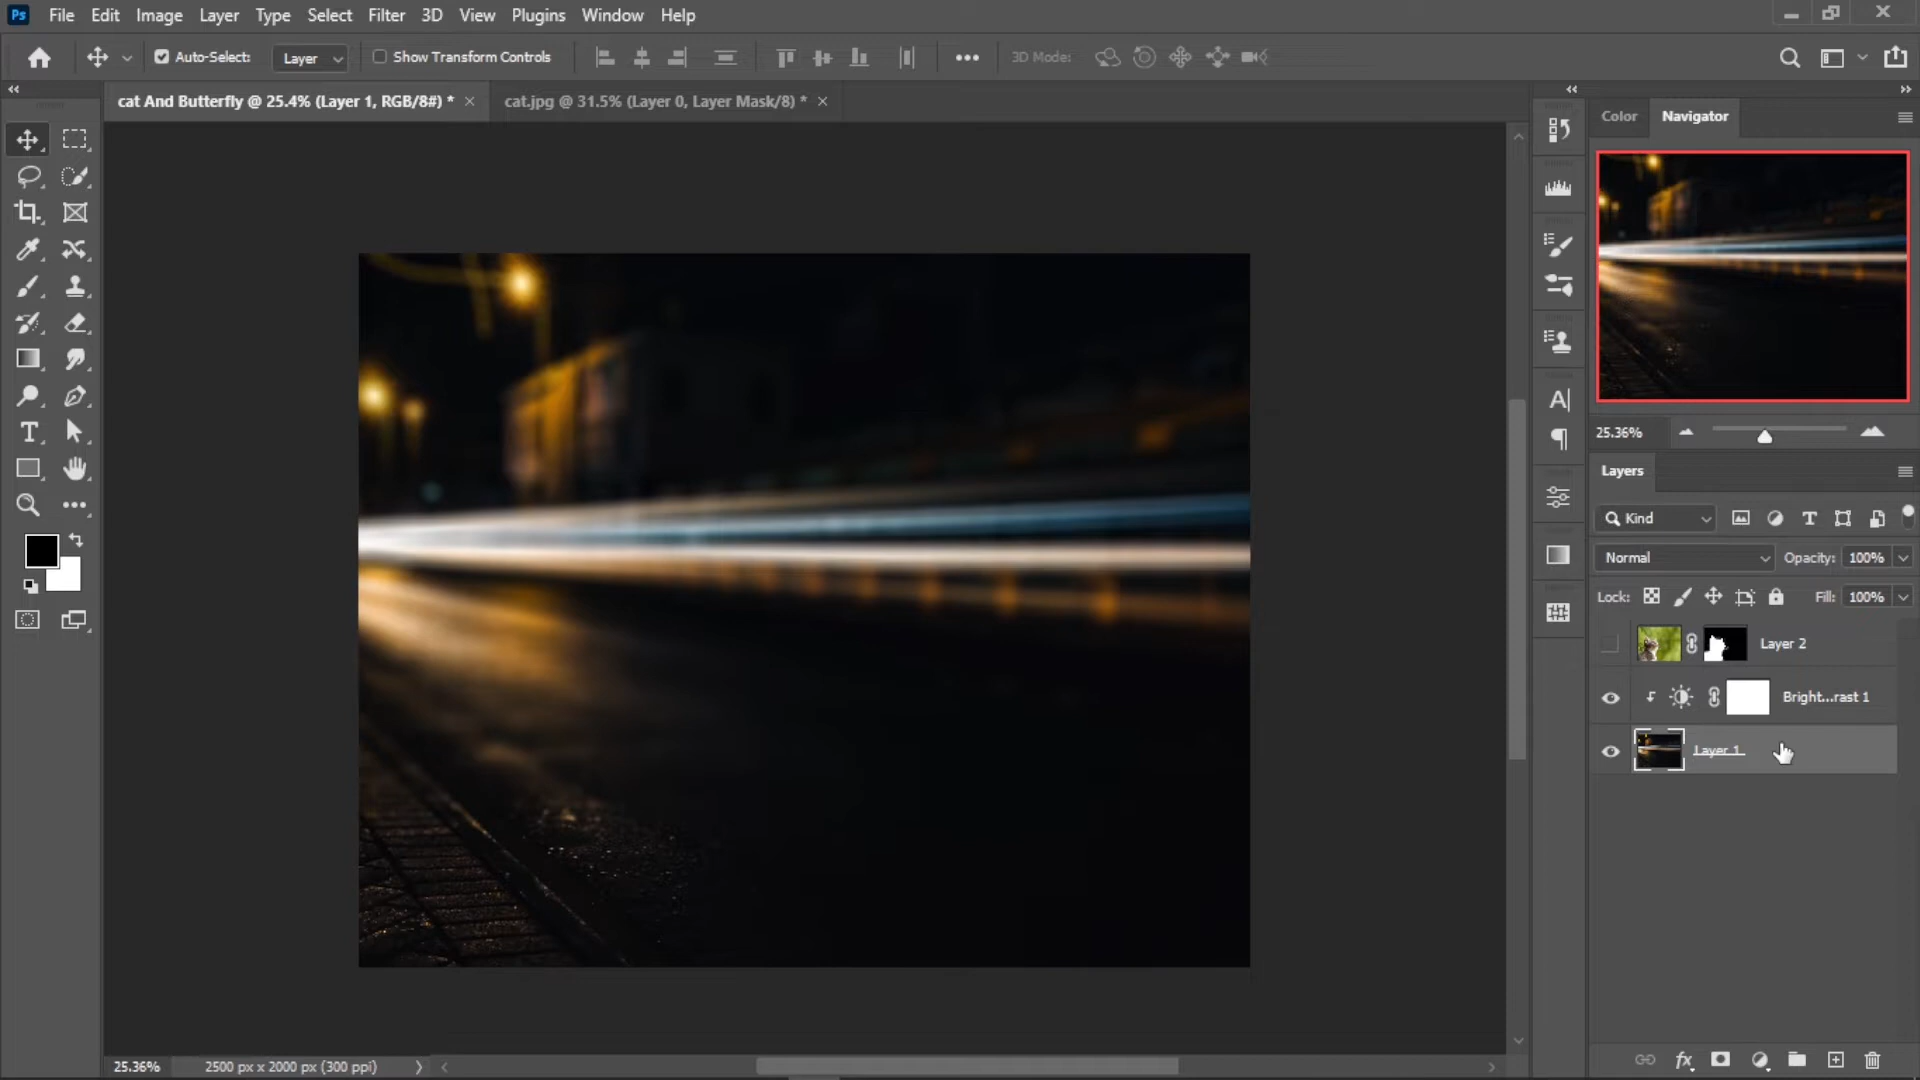 Ps File Edit Image Layer Type Select Filter 3D View Plugins Window Help
Auto-Select: Layer Show Transform Controls 3D Mode:
cat And Butterfly @ 25.4% (Layer 1, RGB/8#) * cat.jpg @ 31.5% (Layer 0, Layer Mask/8) *
Color Navigator
25.36%
Layers
Kind
Normal Opacity: 100%
Lock: Fill: 100%
Layer 2
Bright...rast 1
Layer 1
25.36% 2500 px x 2000 px (300 ppi)